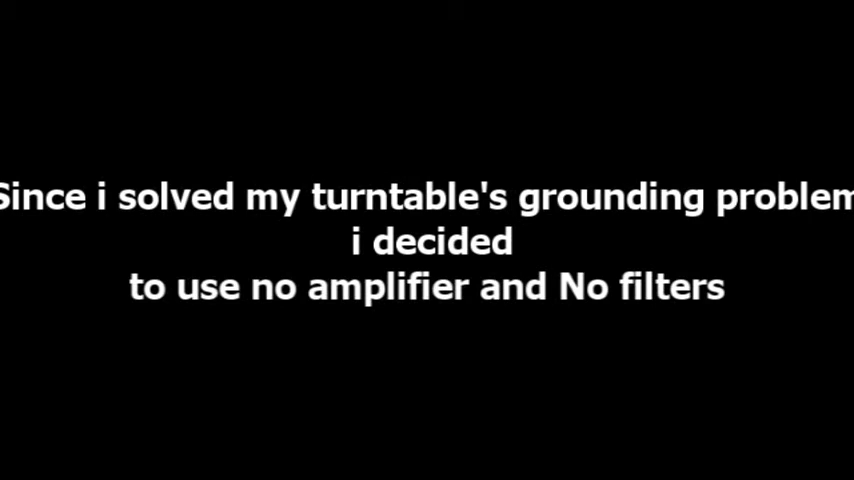 Since i solved my turntable's grounding problem
i decided
to use no amplifier and No filters